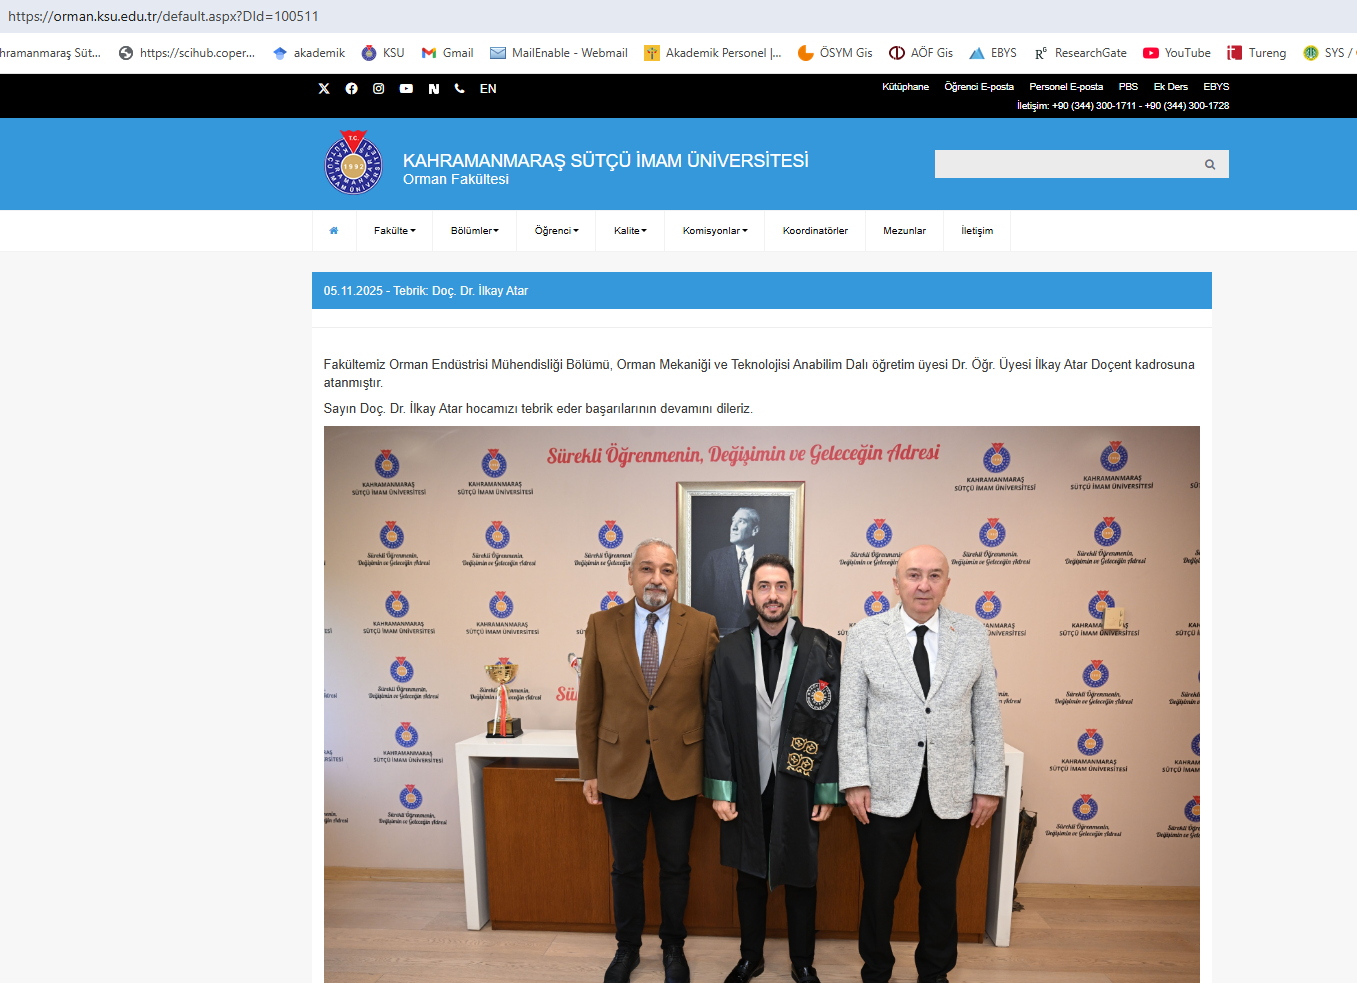 https://orman.ksu.edu.tr/default.aspx?DId=100511
hramanmaraş Süt...
https://scihub.coper...
akademik
KSU
Gmail
MailEnable - Webmail
Akademik Personel |...
ÖSYM Gis
AÖF Gis
EBYS
ResearchGate
YouTube
Tureng
SYS /
EN
Kütüphane
Öğrenci E-posta
Personel E-posta
PBS
Ek Ders
EBYS
İletişim: +90 (344) 300-1711 - +90 (344) 300-1728
KAHRAMANMARAŞ SÜTÇÜ İMAM ÜNİVERSİTESİ
Orman Fakültesi
Fakülte
Bölümler
Öğrenci
Kalite
Komisyonlar
Koordinatörler
Mezunlar
İletişim
05.11.2025 - Tebrik: Doç. Dr. İlkay Atar
Fakültemiz Orman Endüstrisi Mühendisliği Bölümü, Orman Mekaniği ve Teknolojisi Anabilim Dalı öğretim üyesi Dr. Öğr. Üyesi İlkay Atar Doçent kadrosuna
atanmıştır.
Sayın Doç. Dr. İlkay Atar hocamızı tebrik eder başarılarının devamını dileriz.
Sürekli Öğrenmenin, Değişimin ve Geleceğin Adresi
KAHRAMANMARAŞ
SÜTÇÜ İMAM ÜNİVERSİTESİ
Sürekli Öğrenmenin,
Değişimin ve Geleceğin Adresi